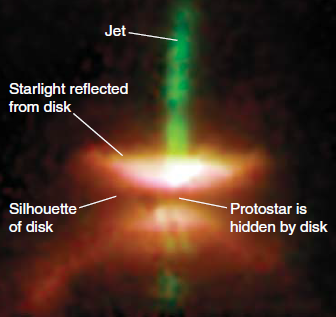 Jet
Starlight reflected
from disk
Silhouette
of disk
Protostar is
hidden by disk